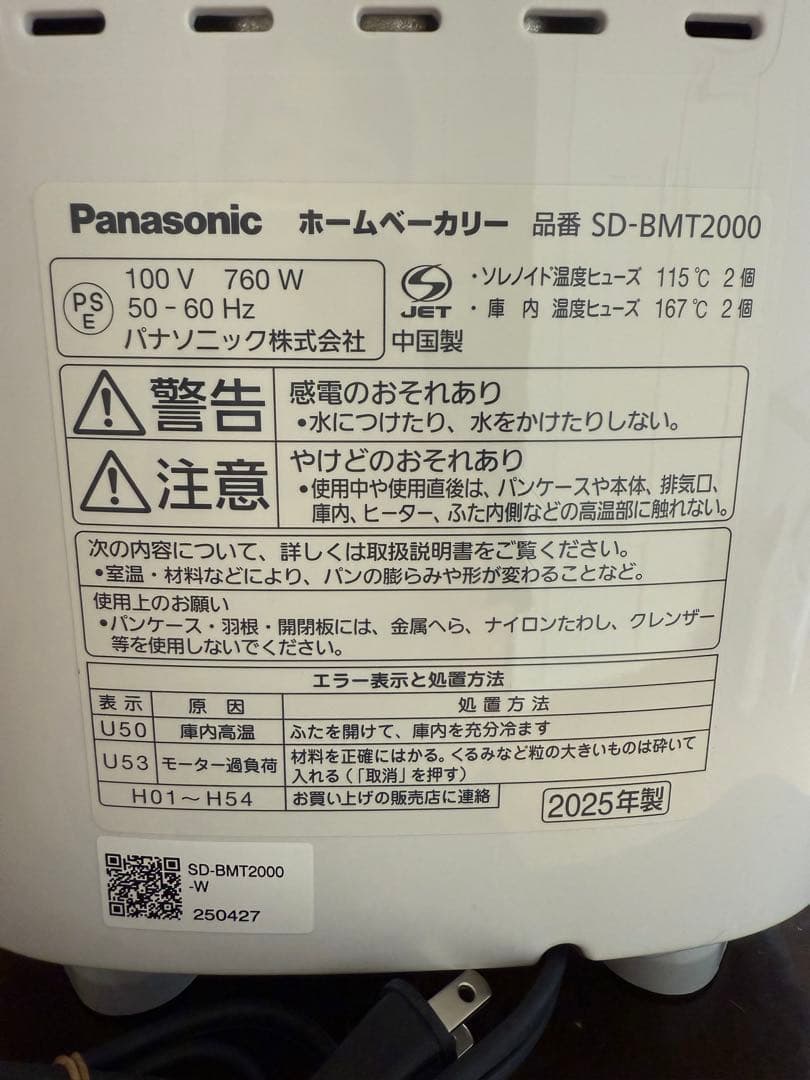 Panasonic ホームベーカリー 品番 SD-BMT2000
PSE
100 V 760 W
50 - 60 Hz
パナソニック株式会社
JET
・ソレノイド温度ヒューズ 115℃ 2個
・庫 内 温度ヒューズ 167℃ 2個
中国製
警告
感電のおそれあり
●水につけたり、水をかけたりしない。
注意
やけどのおそれあり
●使用中や使用直後は、パンケースや本体、排気口、
庫内、ヒーター、ふた内側などの高温部に触れない。
次の内容について、詳しくは取扱説明書をご覧ください。
●室温・材料などにより、パンの膨らみや形が変わることなど。
使用上のお願い
●パンケース・羽根・開閉板には、金属へら、ナイロンたわし、クレンザー
等を使用しないでください。
エラー表示と処置方法
表示 原因 処置方法
U50 庫内高温 ふたを開けて、庫内を充分冷ます
U53 モーター過負荷 材料を正確にはかる。くるみなど粒の大きいものは砕いて
入れる(「取消」を押す)
H01～H54 お買い上げの販売店に連絡
2025年製
SD-BMT2000
-W
250427